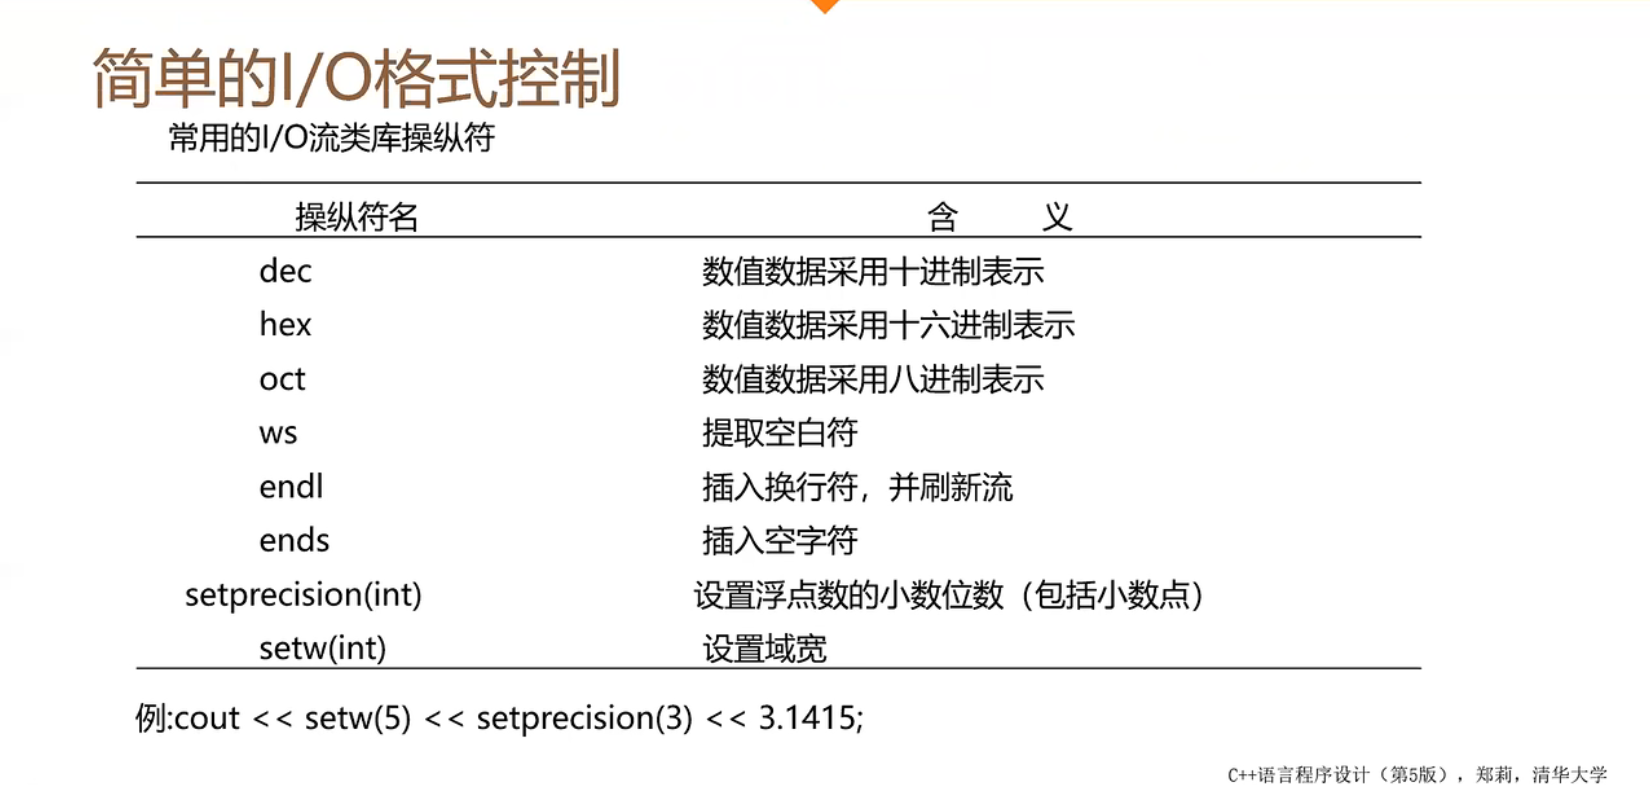 简单的I/O格式控制
常用的I/O流类库操纵符
操纵符名 含 义
dec 数值数据采用十进制表示
hex 数值数据采用十六进制表示
oct 数值数据采用八进制表示
ws 提取空白符
endl 插入换行符，并刷新流
ends 插入空字符
setprecision(int) 设置浮点数的小数位数（包括小数点）
setw(int) 设置域宽
例:cout << setw(5) << setprecision(3) << 3.1415;
C++语言程序设计（第5版），郑莉，清华大学